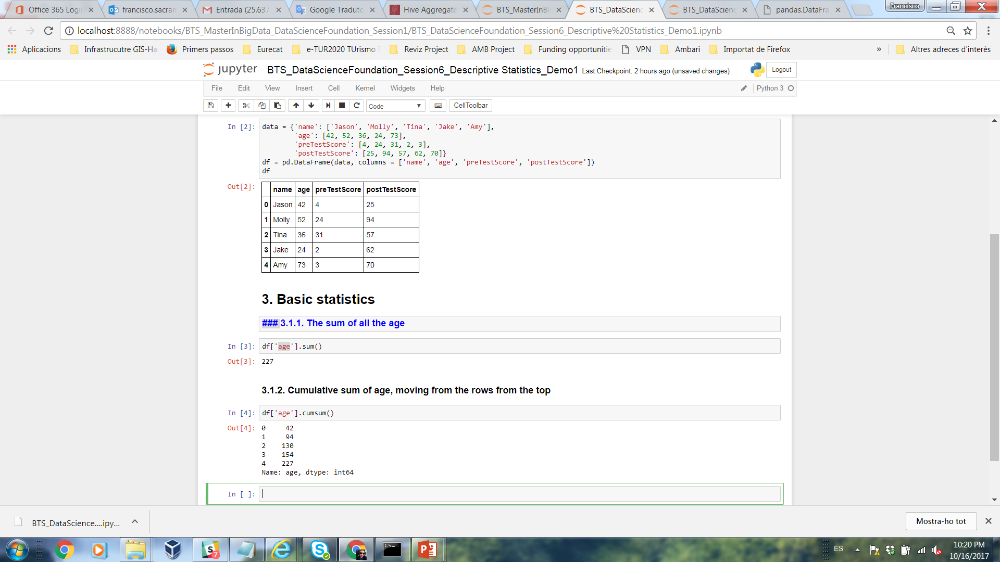 Office 365 Logi
francisco.sacram
Entrada (25.637
Google Traduto
Hive Aggregate
BTS_MasterInBi
BTS_DataScienc
BTS_DataScienc
pandas.DataFra
Francisco
localhost:8888/notebooks/BTS_MasterInBigData_DataScienceFoundation_Session1/BTS_DataScienceFoundation_Session6_Descriptive%20Statistics_Demo1.ipynb
Aplicacions
Infrastrucutre GIS-Ha
Primers passos
Eurecat
e-TUR2020 TUrismo F
Reviz Project
AMB Project
Funding opportunitie
VPN
Ambari
Importat de Firefox
»
Altres adreces d'interès
jupyter
BTS_DataScienceFoundation_Session6_Descriptive Statistics_Demo1 Last Checkpoint: 2 hours ago (unsaved changes)
Logout
File Edit View Insert Cell Kernel Widgets Help
Python 3
Code
CellToolbar
In [2]: data = {'name': ['Jason', 'Molly', 'Tina', 'Jake', 'Amy'],
'age': [42, 52, 36, 24, 73],
'preTestScore': [4, 24, 31, 2, 3],
'postTestScore': [25, 94, 57, 62, 70]}
df = pd.DataFrame(data, columns = ['name', 'age', 'preTestScore', 'postTestScore'])
df
Out[2]:
name age preTestScore postTestScore
0 Jason 42 4 25
1 Molly 52 24 94
2 Tina 36 31 57
3 Jake 24 2 62
4 Amy 73 3 70
3. Basic statistics
### 3.1.1. The sum of all the age
In [3]: df['age'].sum()
Out[3]: 227
3.1.2. Cumulative sum of age, moving from the rows from the top
In [4]: df['age'].cumsum()
Out[4]: 0 42
1 94
2 130
3 154
4 227
Name: age, dtype: int64
In [ ]:
BTS_DataScience....ipy...
Mostra-ho tot
S
7
ES
10:20 PM
10/16/2017